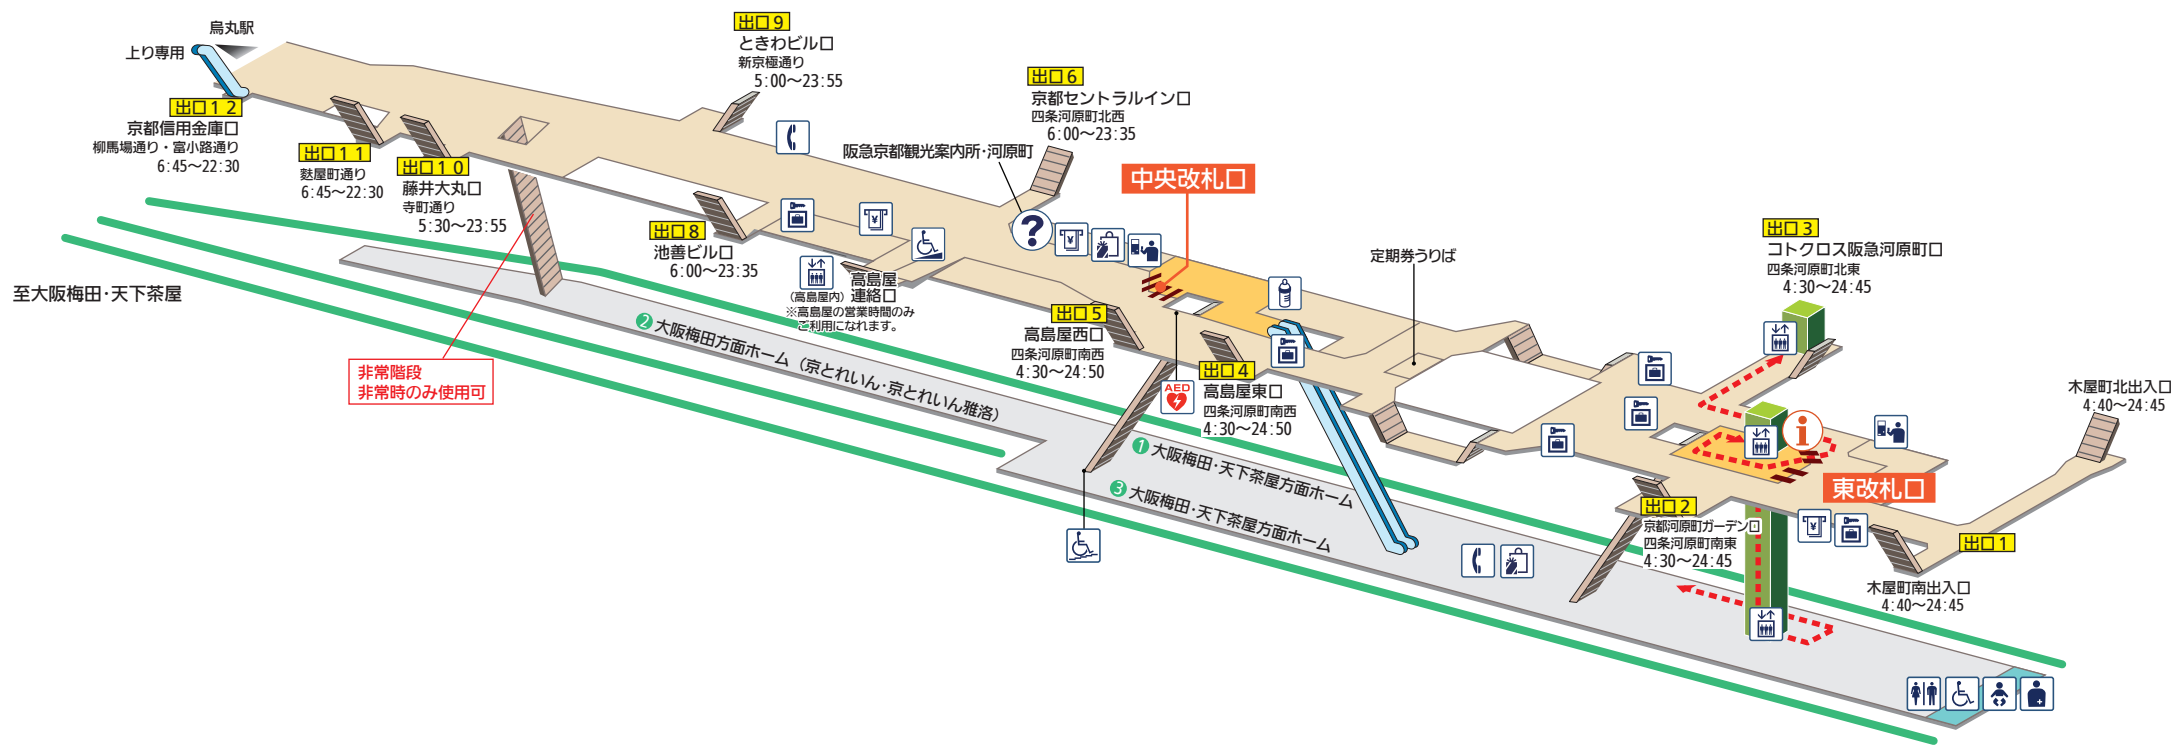 烏丸駅
上り専用
出口12
京都信用金庫口
柳馬場通り・富小路通り
6:45～22:30
出口11
麩屋町通り
6:45～22:30
出口10
藤井大丸口
寺町通り
5:30～23:55
出口9
ときわビル口
新京極通り
5:00～23:55
出口8
池善ビル口
6:00～23:35
出口6
京都セントラルイン口
四条河原町北西
6:00～23:35
阪急京都観光案内所・河原町
?
¥
¥
中央改札口
定期券うりば
高島屋
連絡口
（高島屋内）
※高島屋の営業時間のみ
ご利用になれます。
出口5
高島屋西口
四条河原町南西
4:30～24:50
出口4
高島屋東口
四条河原町南西
4:30～24:50
AED
出口3
コトクロス阪急河原町口
四条河原町北東
4:30～24:45
木屋町北出入口
4:40～24:45
i
東改札口
出口2
京都河原町ガーデン口
四条河原町南東
4:30～24:45
¥
出口1
木屋町南出入口
4:40～24:45
至大阪梅田・天下茶屋
非常階段
非常時のみ使用可
2 大阪梅田方面ホーム（京とれいん・京とれいん雅洛）
1 大阪梅田・天下茶屋方面ホーム
3 大阪梅田・天下茶屋方面ホーム